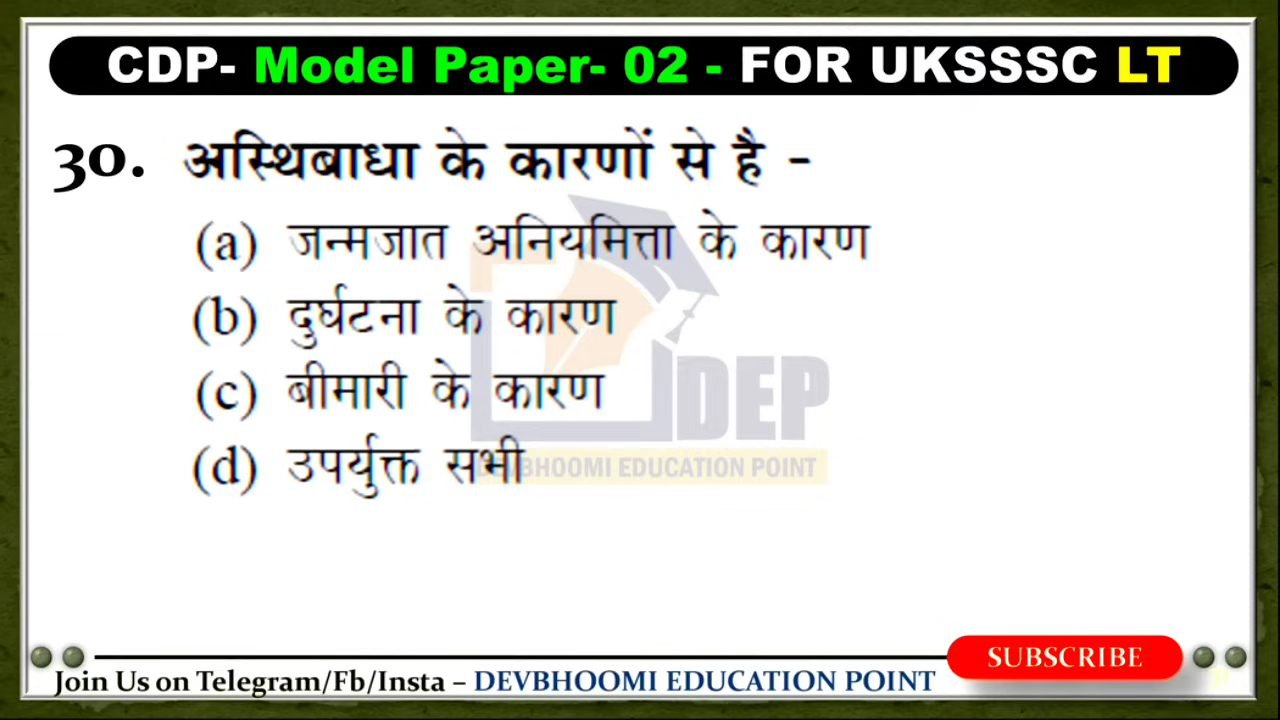 CDP- Model Paper- 02 - FOR UKSSSC LT
30. अस्थिबाधा के कारणों से है -
(a) जन्मजात अनियमित्ता के कारण
(b) दुर्घटना के कारण
(c) बीमारी के कारण
(d) उपर्युक्त सभी
DEP
DEVBHOOMI EDUCATION POINT
SUBSCRIBE
Join Us on Telegram/Fb/Insta – DEVBHOOMI EDUCATION POINT